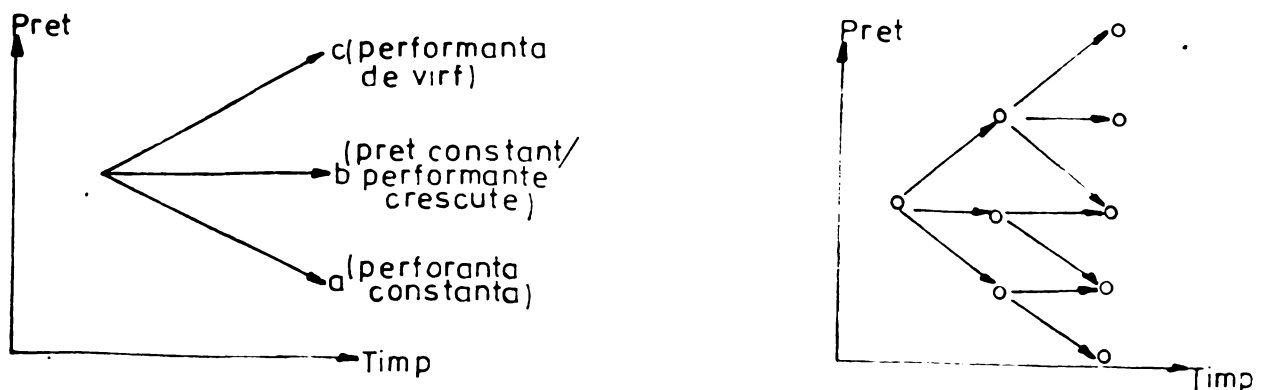 Pret
c(performanta
de virf)
(pret constant/
b performante
crescute)
a(perforanta
constanta)
Timp
Pret
Timp